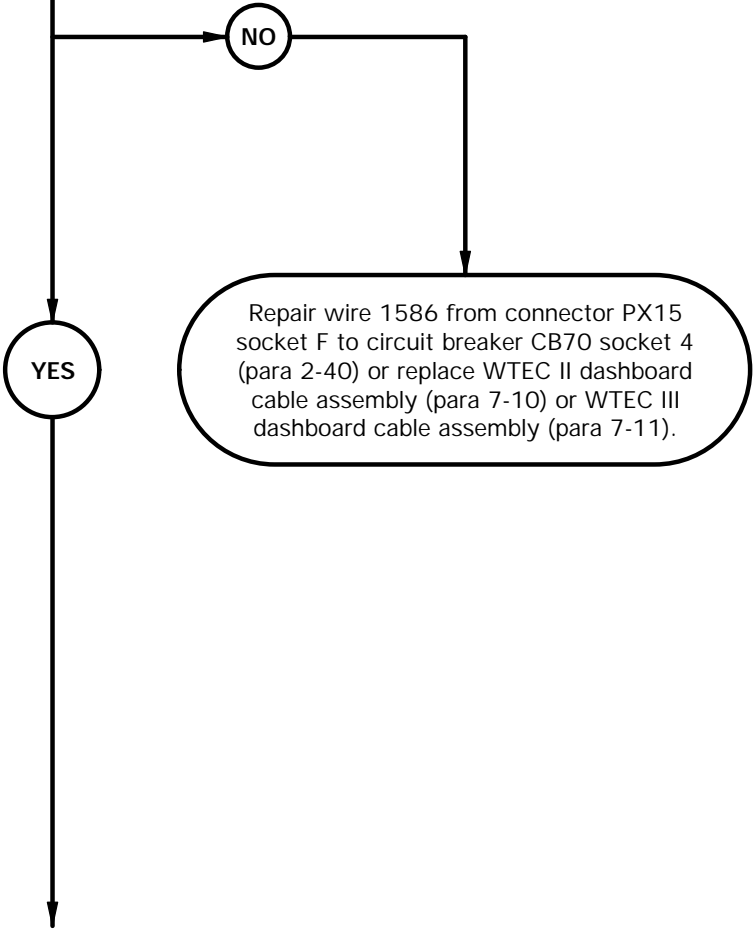 NO
YES
Repair wire 1586 from connector PX15
socket F to circuit breaker CB70 socket 4
(para 2-40) or replace WTEC II dashboard
cable assembly (para 7-10) or WTEC III
dashboard cable assembly (para 7-11).